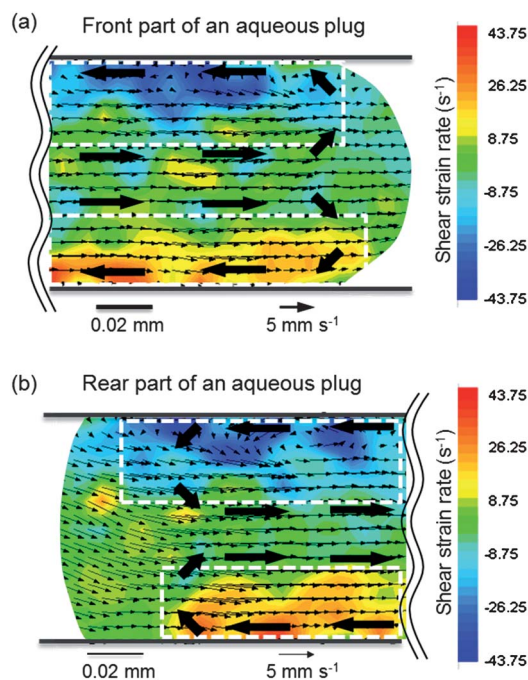 (a)
Front part of an aqueous plug
Shear strain rate (s⁻¹)
43.75
26.25
8.75
-8.75
-26.25
-43.75
0.02 mm
5 mm s⁻¹
(b)
Rear part of an aqueous plug
Shear strain rate (s⁻¹)
43.75
26.25
8.75
-8.75
-26.25
-43.75
0.02 mm
5 mm s⁻¹